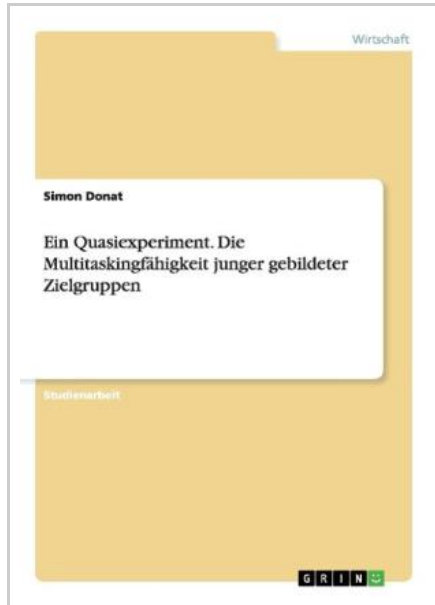 Wirtschaft
Simon Donat
Ein Quasiexperiment. Die
Multitaskingfähigkeit junger gebildeter
Zielgruppen
Studienarbeit
GRIN